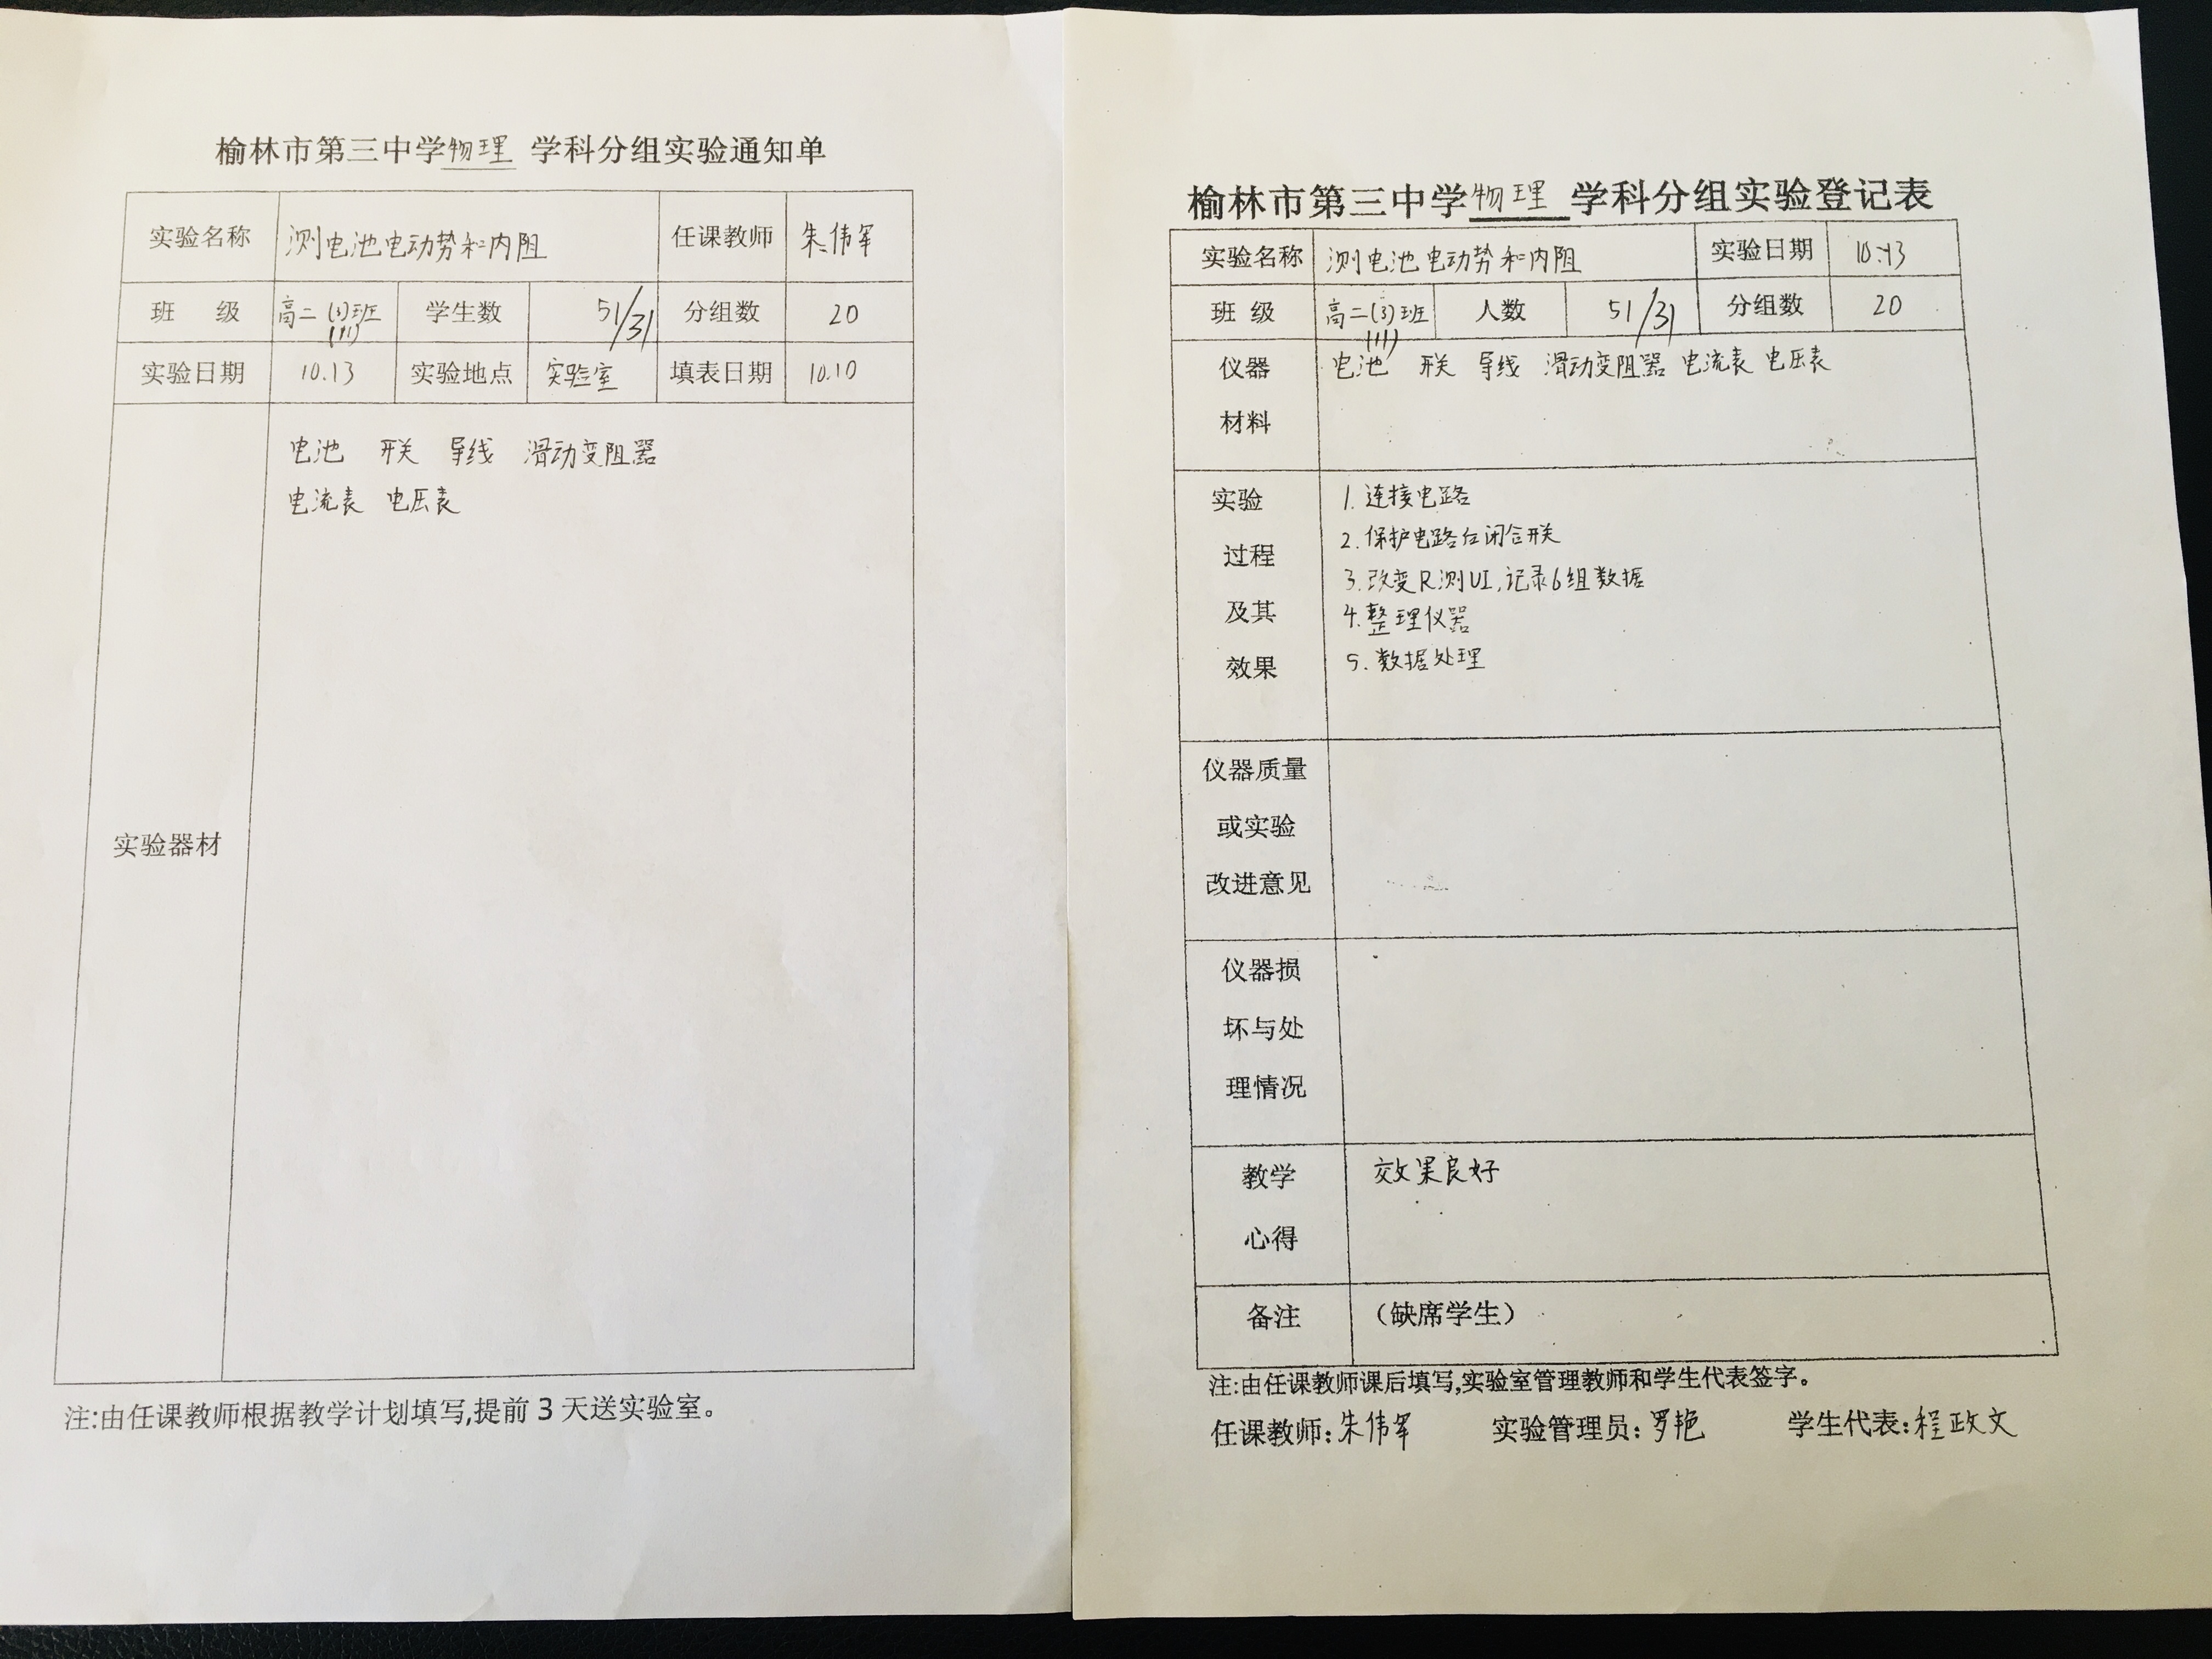 榆林市第三中学物理 学科分组实验通知单
实验名称 测电池电动势和内阻 任课教师 朱伟军
班 级 高二(3)班 学生数 51/31 分组数 20
(11)
实验日期 10.13 实验地点 实验室 填表日期 10.10
电池 开关 导线 滑动变阻器
电流表 电压表
实验器材
注:由任课教师根据教学计划填写,提前3天送实验室。
榆林市第三中学物理 学科分组实验登记表
实验名称 测电池电动势和内阻 实验日期 10.13
班 级 高二(3)班 人数 51/31 分组数 20
(11)
仪器 电池 开关 导线 滑动变阻器 电流表 电压表
材料
实验 1. 连接电路
过程 2. 保护电路后闭合开关
3. 改变R测UI,记录6组数据
及其 4. 整理仪器
效果 5. 数据处理
仪器质量
或实验
改进意见
仪器损
坏与处
理情况
教学 效果良好
心得
备注 (缺席学生)
注:由任课教师课后填写,实验室管理教师和学生代表签字。
任课教师:朱伟军 实验管理员:罗艳 学生代表:程政文